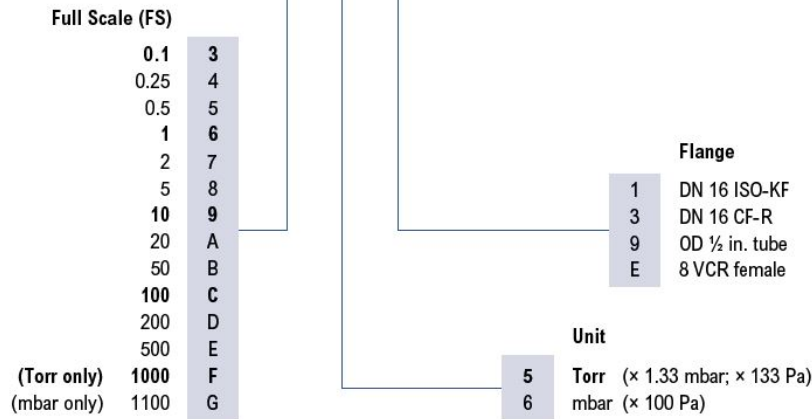 Full Scale (FS)
0.1 3
0.25 4
0.5 5
1 6
2 7
5 8
10 9
20 A
50 B
100 C
200 D
500 E
(Torr only) 1000 F
(mbar only) 1100 G
Flange
1 DN 16 ISO-KF
3 DN 16 CF-R
9 OD ½ in. tube
E 8 VCR female
Unit
5 Torr (× 1.33 mbar; × 133 Pa)
6 mbar (× 100 Pa)